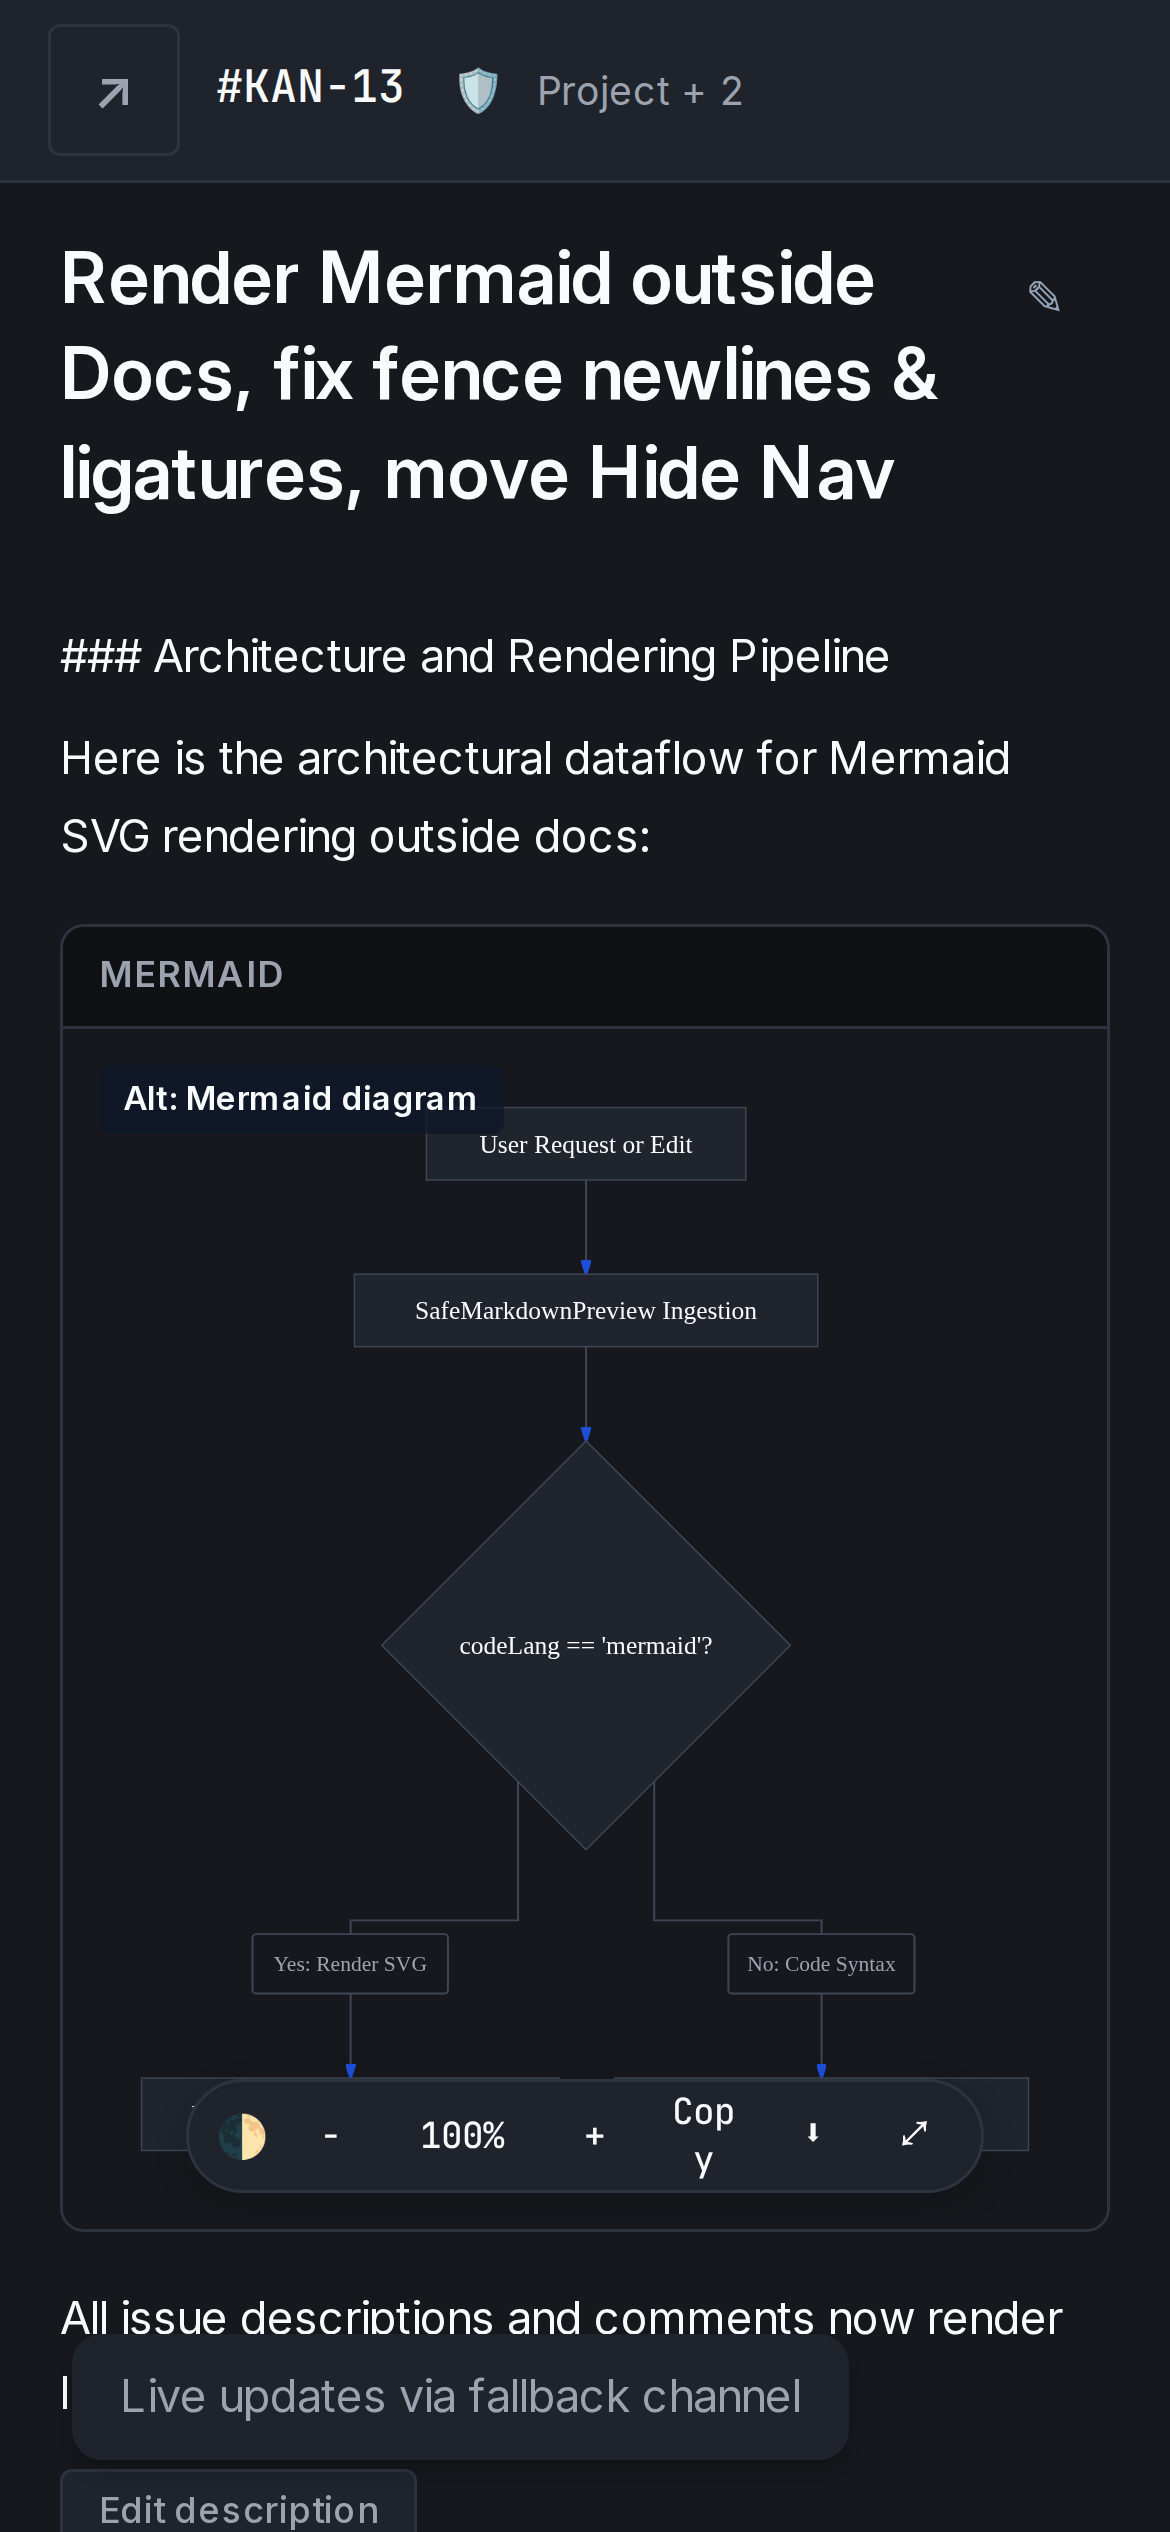 #KAN-13 Project + 2
Render Mermaid outside
Docs, fix fence newlines &
ligatures, move Hide Nav
### Architecture and Rendering Pipeline
Here is the architectural dataflow for Mermaid
SVG rendering outside docs:
MERMAID
Alt: Mermaid diagram
User Request or Edit
SafeMarkdownPreview Ingestion
codeLang == 'mermaid'?
Yes: Render SVG
No: Code Syntax
- 100% + Cop
y
All issue descriptions and comments now render
Live updates via fallback channel
Edit description